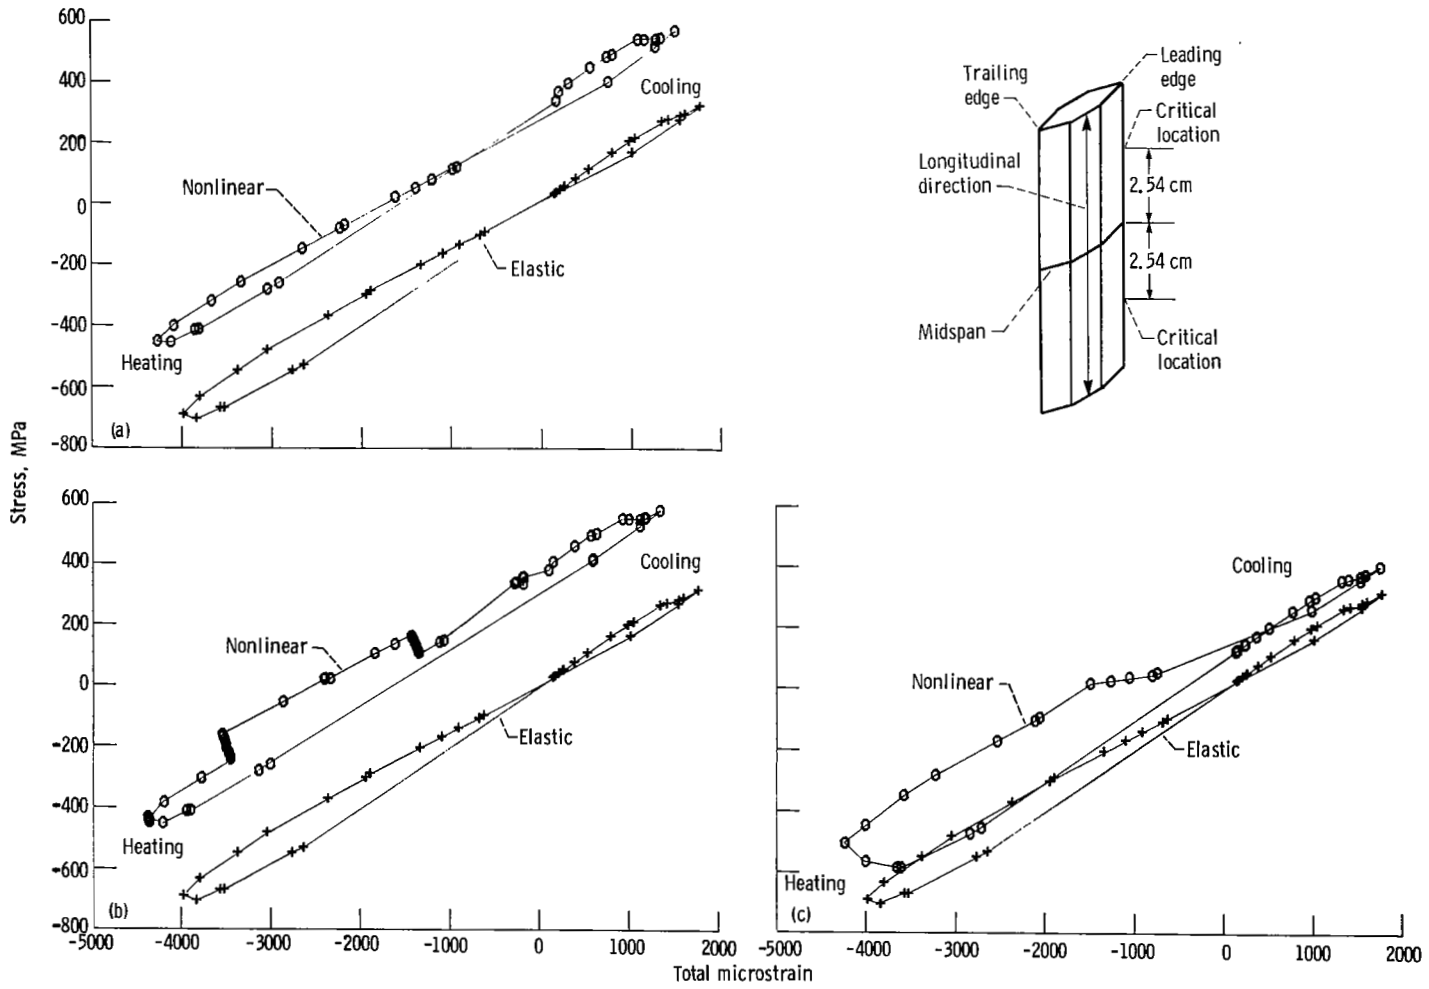 600
400
200
0
-200
-400
-600
-800
Nonlinear
Cooling
Elastic
Heating
(a)
Trailing
edge
Leading
edge
Critical
location
Longitudinal
direction
2.54 cm
2.54 cm
Midspan
Critical
location
Stress, MPa
600
400
200
0
-200
-400
-600
-800
Nonlinear
Cooling
Elastic
Heating
(b)
-5000 -4000 -3000 -2000 -1000 0 1000 2000
Cooling
Nonlinear
Elastic
Heating
(c)
-5000 -4000 -3000 -2000 -1000 0 1000 2000
Total microstrain